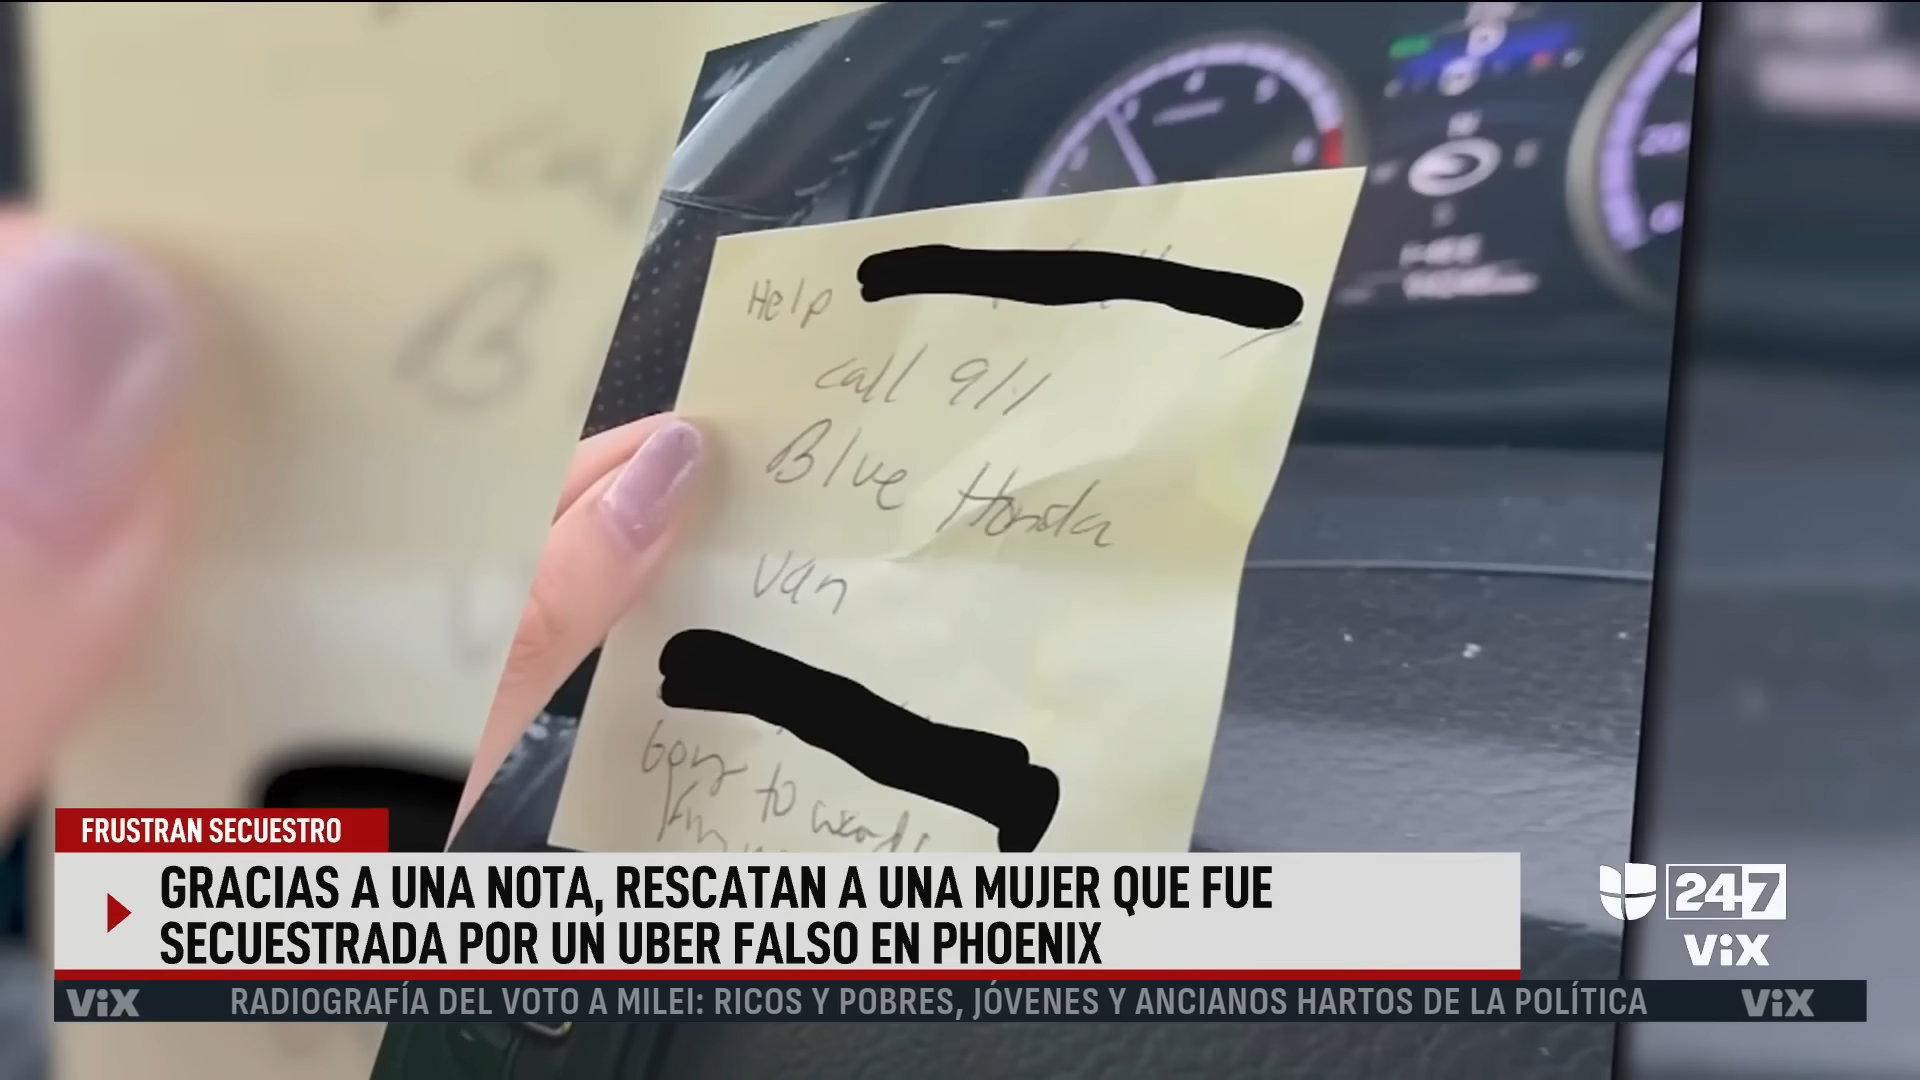 Help
call 911
Blue Honda
Van
to
FRUSTRAN SECUESTRO
GRACIAS A UNA NOTA, RESCATAN A UNA MUJER QUE FUE
SECUESTRADA POR UN UBER FALSO EN PHOENIX
24-7
ViX
ViX RADIOGRAFÍA DEL VOTO A MILEI: RICOS Y POBRES, JÓVENES Y ANCIANOS HARTOS DE LA POLÍTICA ViX